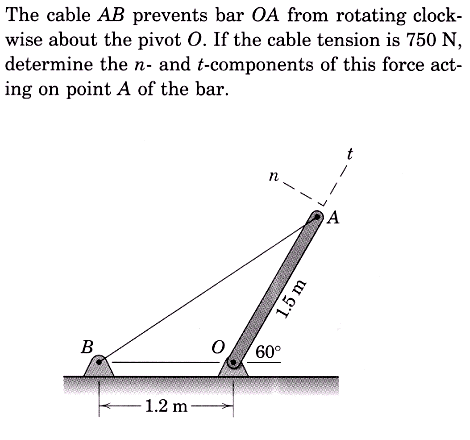 The cable AB prevents bar OA from rotating clock-
wise about the pivot O. If the cable tension is 750 N,
determine the n- and t-components of this force act-
ing on point A of the bar.
t
n
A
1.5 m
B
O
60°
1.2 m